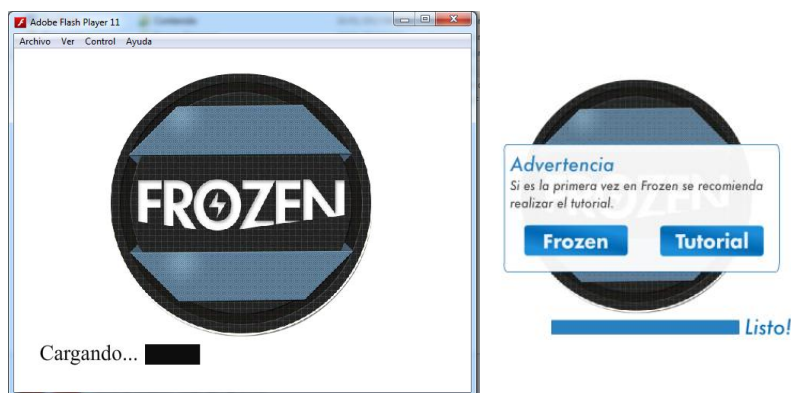 Adobe Flash Player 11
Archivo Ver Control Ayuda
FROZEN
Cargando...
Advertencia
Si es la primera vez en Frozen se recomienda
realizar el tutorial.
Frozen Tutorial
Listo!